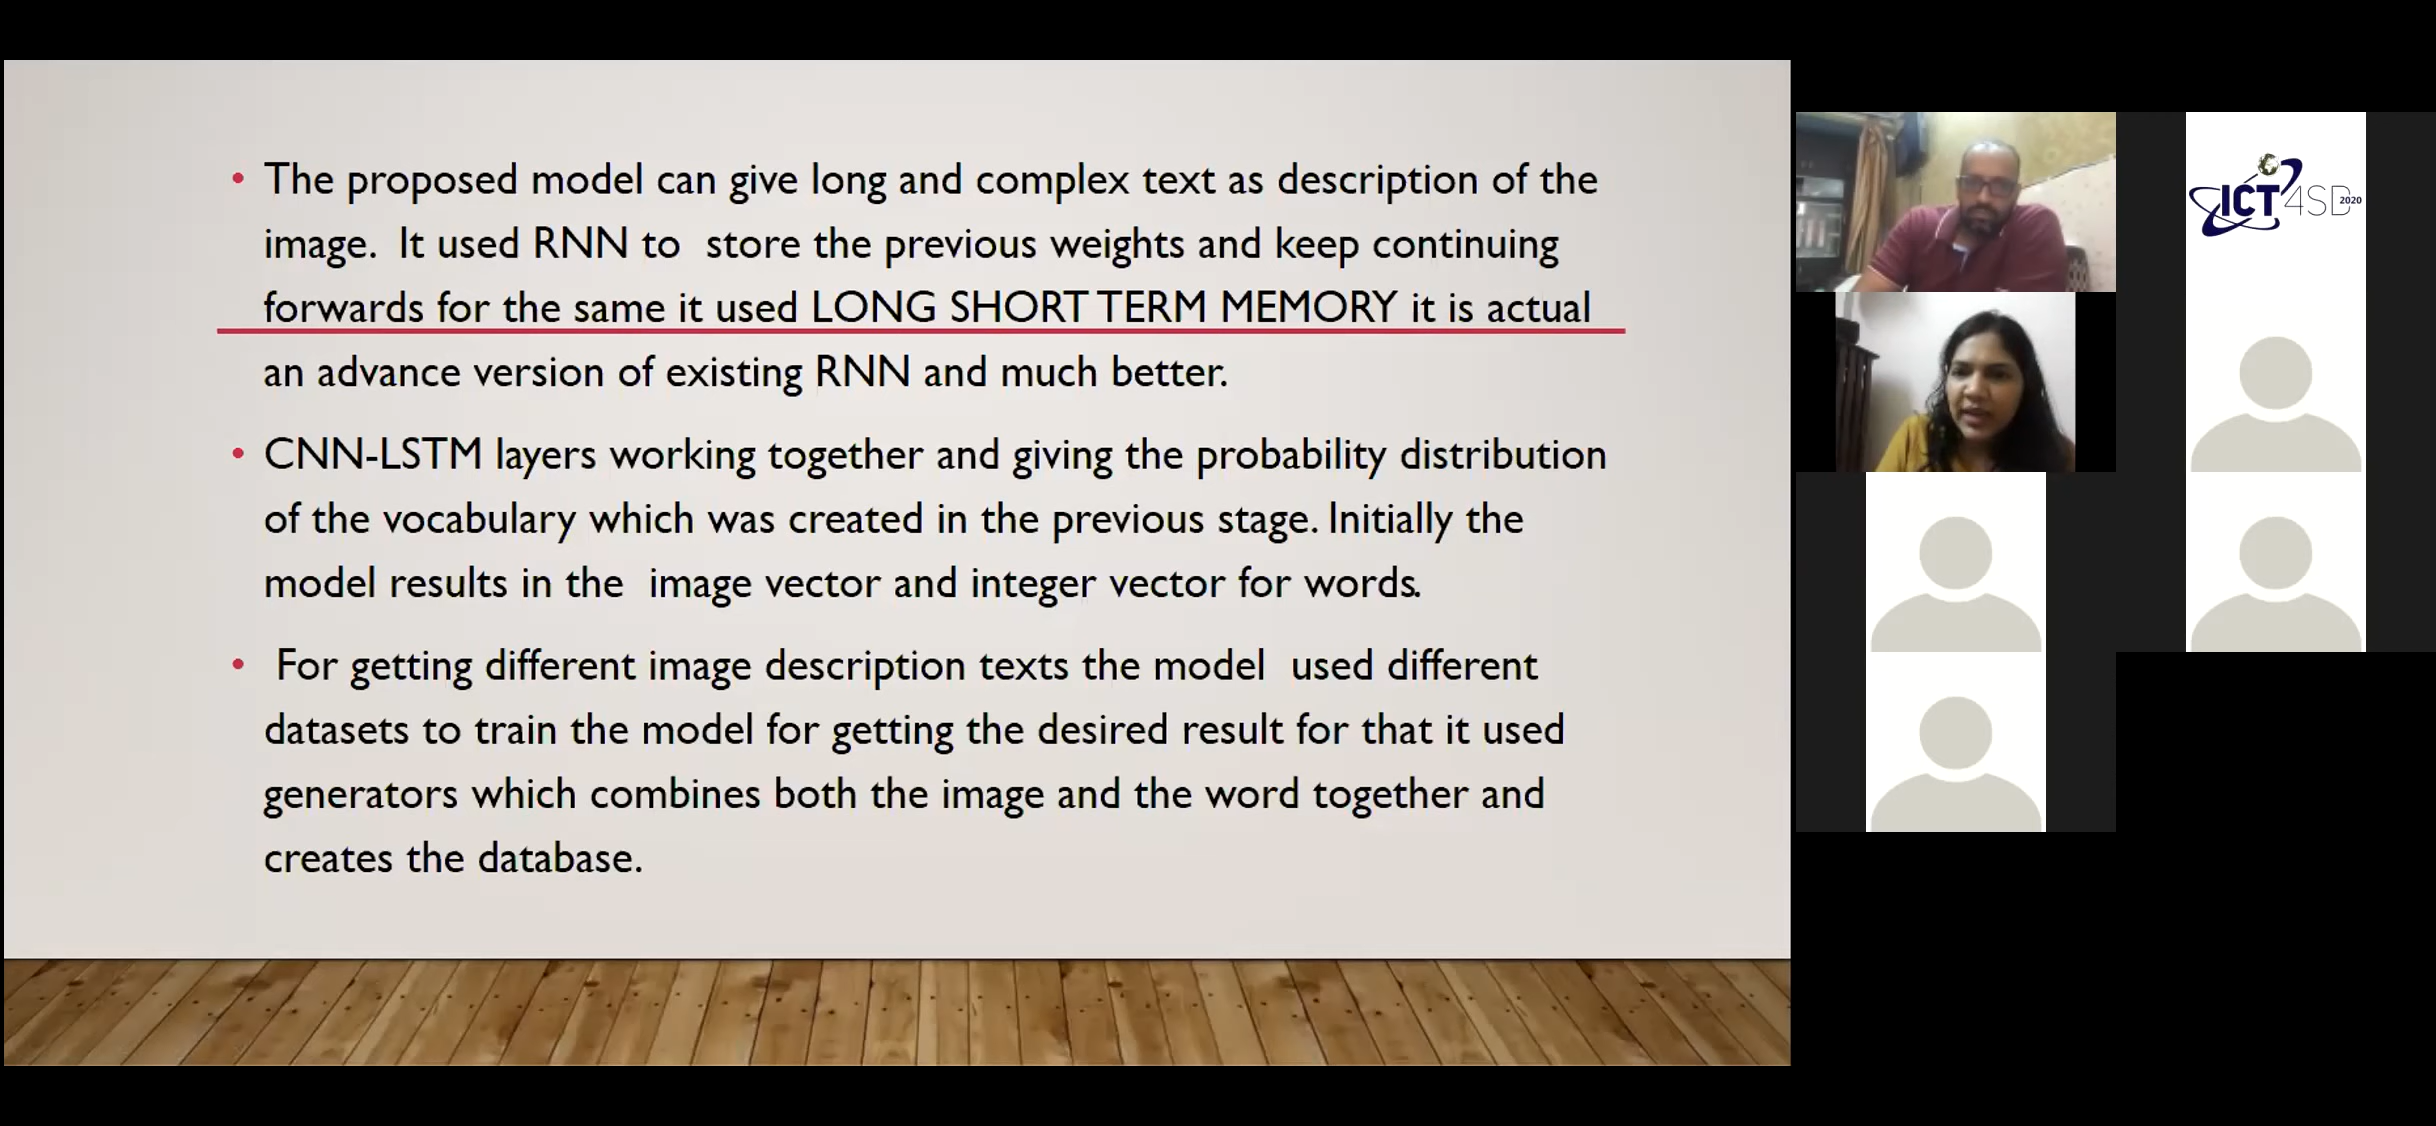 The proposed model can give long and complex text as description of the
image.  It used RNN to  store the previous weights and keep continuing
forwards for the same it used LONG SHORT TERM MEMORY it is actual
an advance version of existing RNN and much better.
CNN-LSTM layers working together and giving the probability distribution
of the vocabulary which was created in the previous stage. Initially the
model results in the  image vector and integer vector for words.
For getting different image description texts the model  used different
datasets to train the model for getting the desired result for that it used
generators which combines both the image and the word together and
creates the database.
ICT4SD 2020